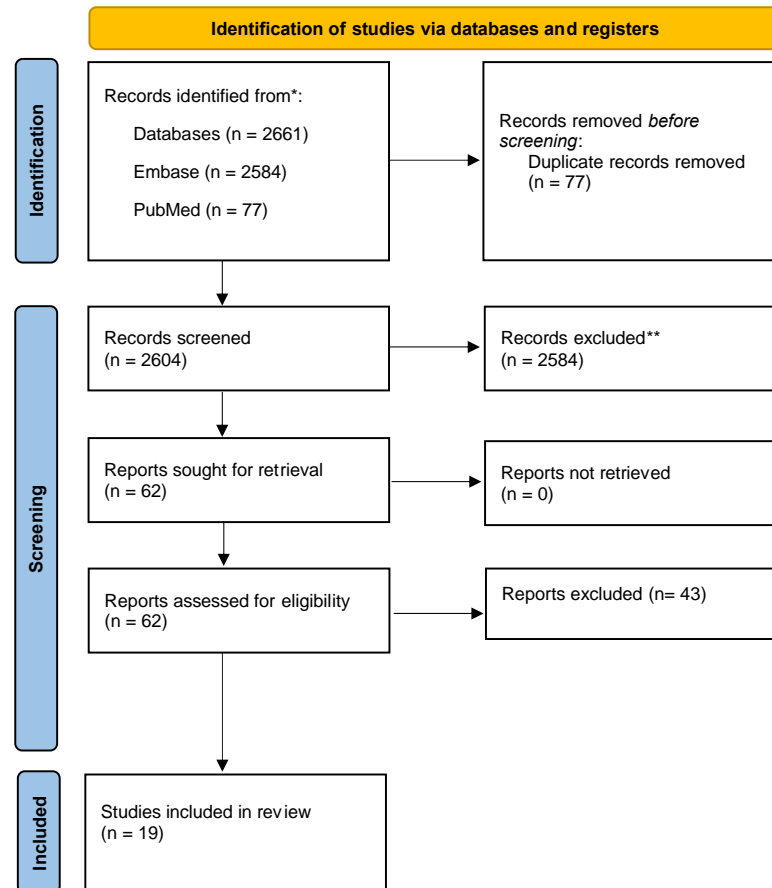 Identification of studies via databases and registers
Identification
Records identified from*:
Databases (n = 2661)
Embase (n = 2584)
PubMed (n = 77)
Records removed before
screening:
Duplicate records removed
(n = 77)
Screening
Records screened
(n = 2604)
Records excluded**
(n = 2584)
Reports sought for retrieval
(n = 62)
Reports not retrieved
(n = 0)
Reports assessed for eligibility
(n = 62)
Reports excluded (n= 43)
Included
Studies included in review
(n = 19)